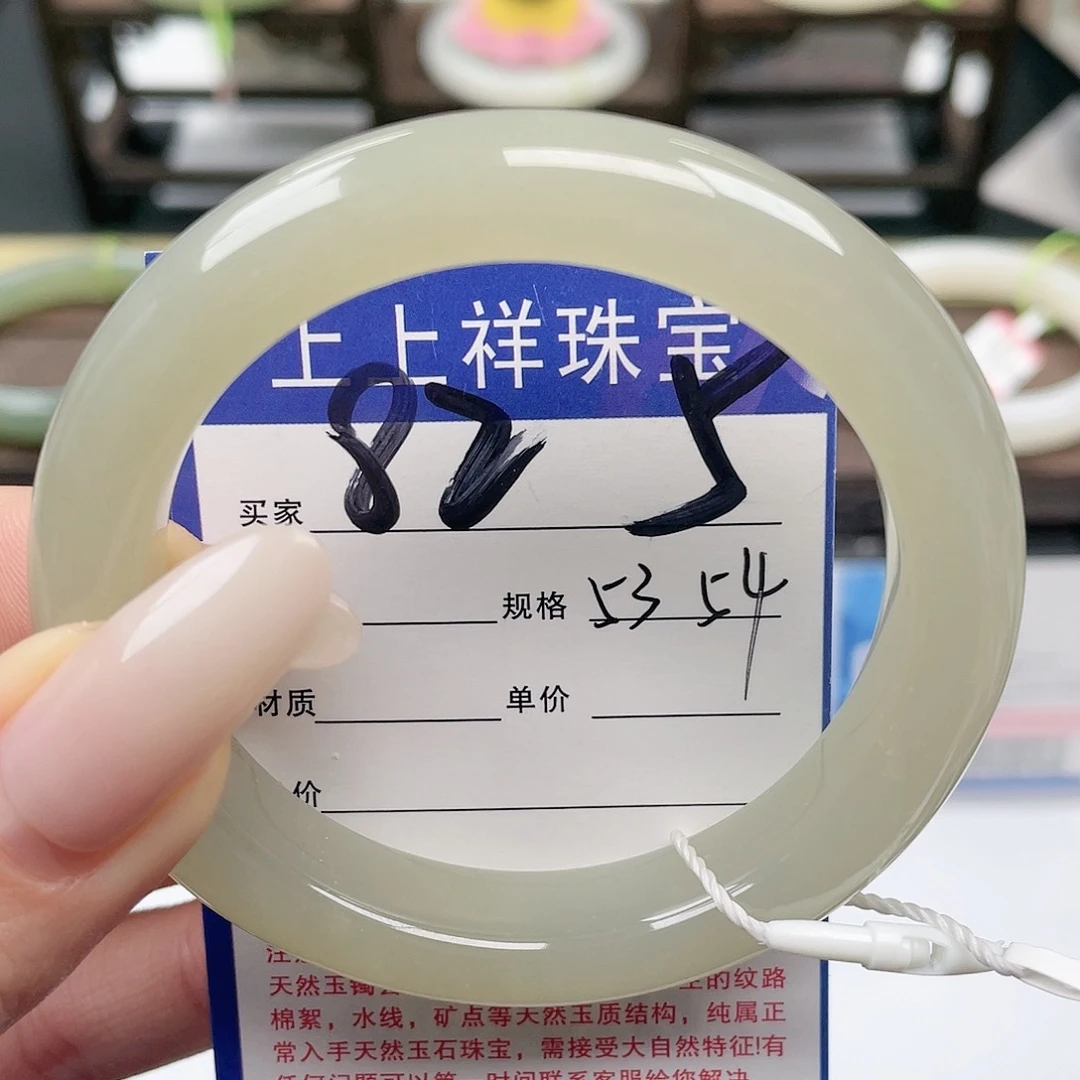 上上祥珠宝
82 5
买家
规格 53 54
材质 单价
价
天然玉镯 的纹路
棉絮，水线，矿点等天然玉质结构，纯属正
常入手天然玉石珠宝，需接受大自然特征!有